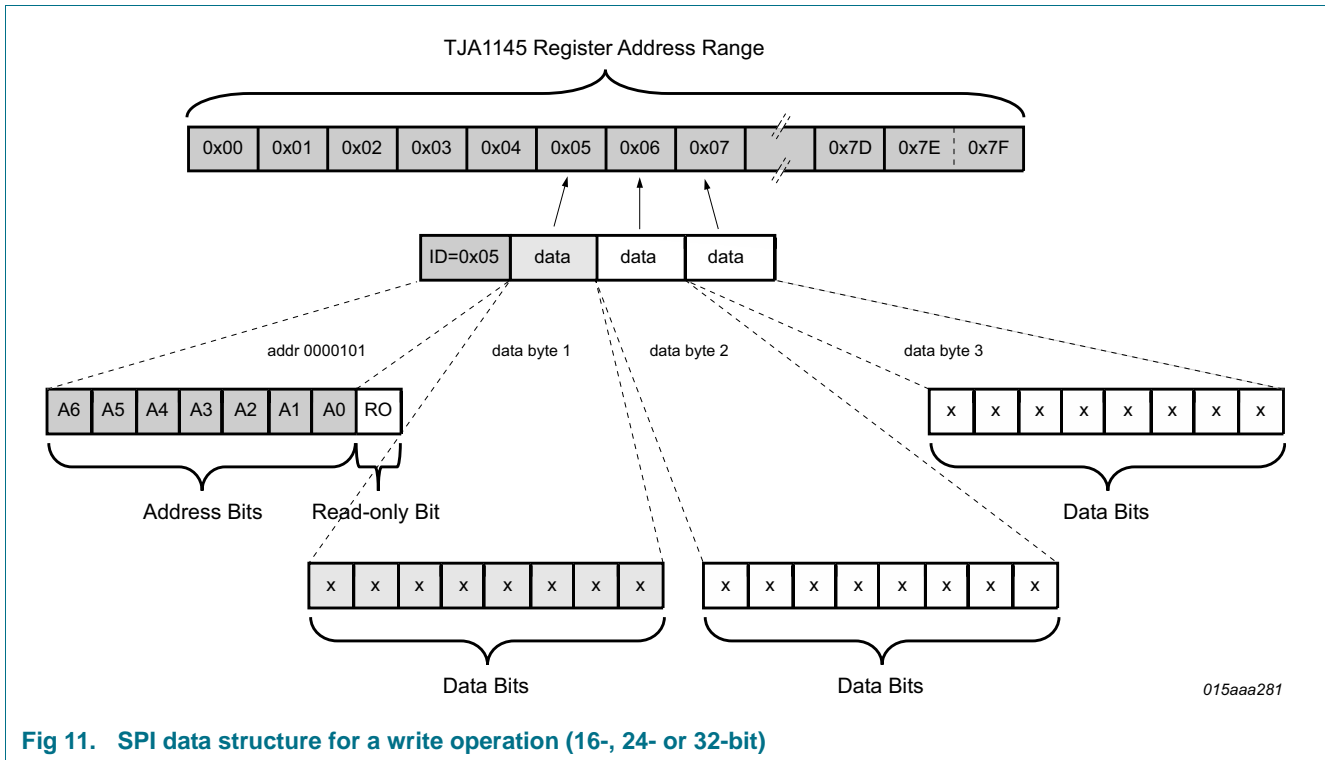 TJA1145 Register Address Range
0x00 0x01 0x02 0x03 0x04 0x05 0x06 0x07 0x7D 0x7E 0x7F
ID=0x05 data data data
addr 0000101 data byte 1 data byte 2 data byte 3
A6 A5 A4 A3 A2 A1 A0 RO x x x x x x x x
Address Bits Read-only Bit Data Bits
x x x x x x x x x x x x x x x x
Data Bits Data Bits
015aaa281
Fig 11. SPI data structure for a write operation (16-, 24- or 32-bit)